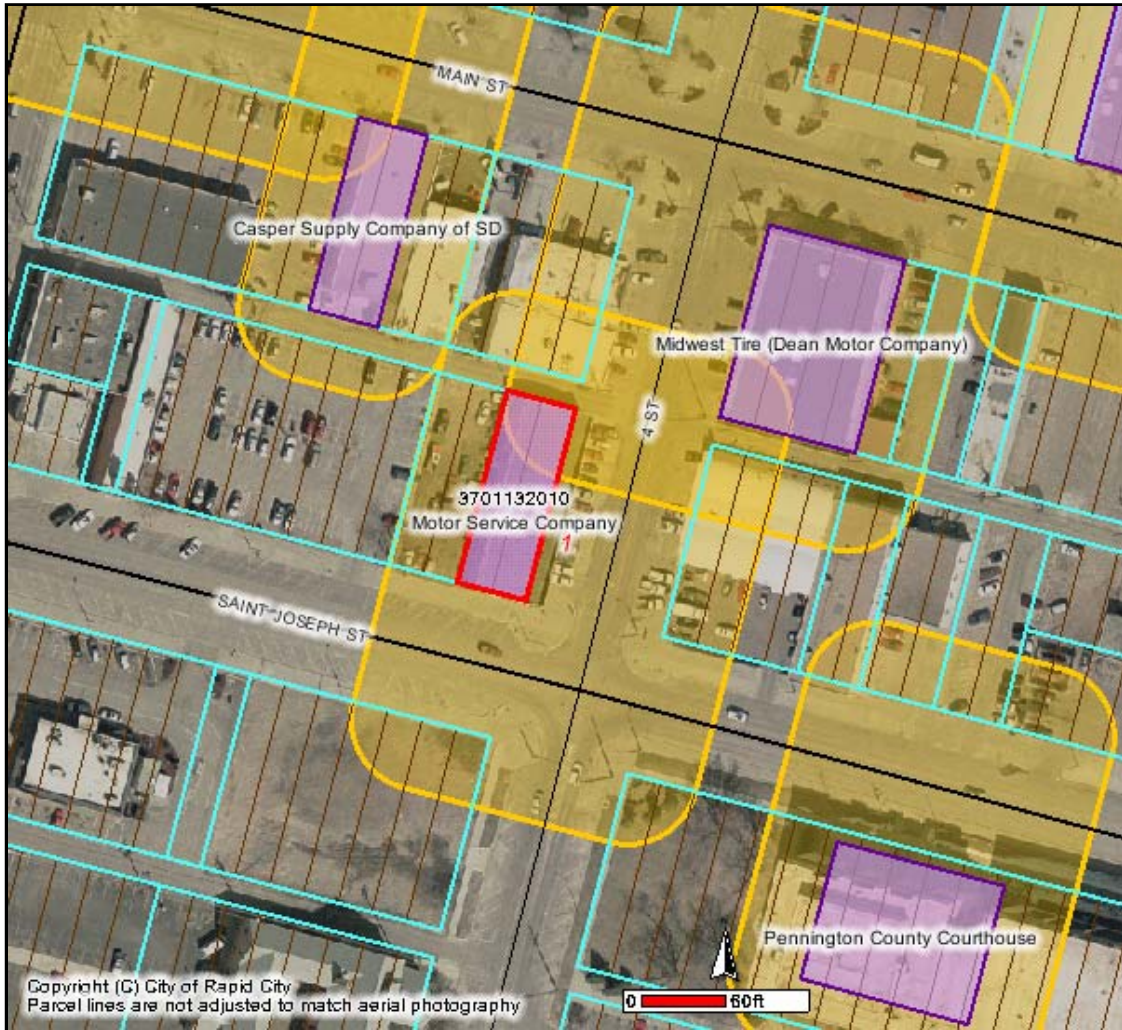 MAIN ST
Casper Supply Company of SD
Midwest Tire (Dean Motor Company)
4 ST
3701132010
Motor Service Company
1
SAINT JOSEPH ST
Pennington County Courthouse
Copyright (C) City of Rapid City
Parcel lines are not adjusted to match aerial photography
0 60ft